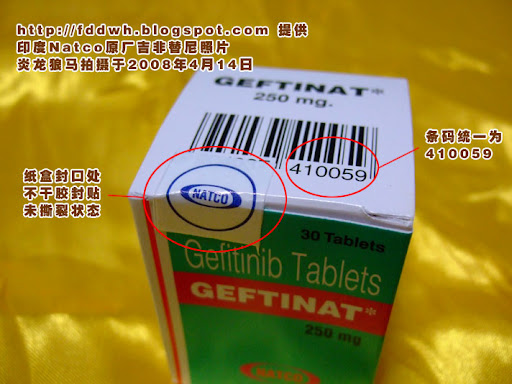 http://fddwh.blogspot.com 提供
印度Natco原厂吉非替尼照片
炎龙狼马拍摄于2008年4月14日
GEFTINAT*
250 mg.
410059
条码统一为
410059
纸盒封口处
不干胶封贴
未撕裂状态
NATCO
30 Tablets
Gefitinib Tablets
GEFTINAT*
250 mg
NATCO